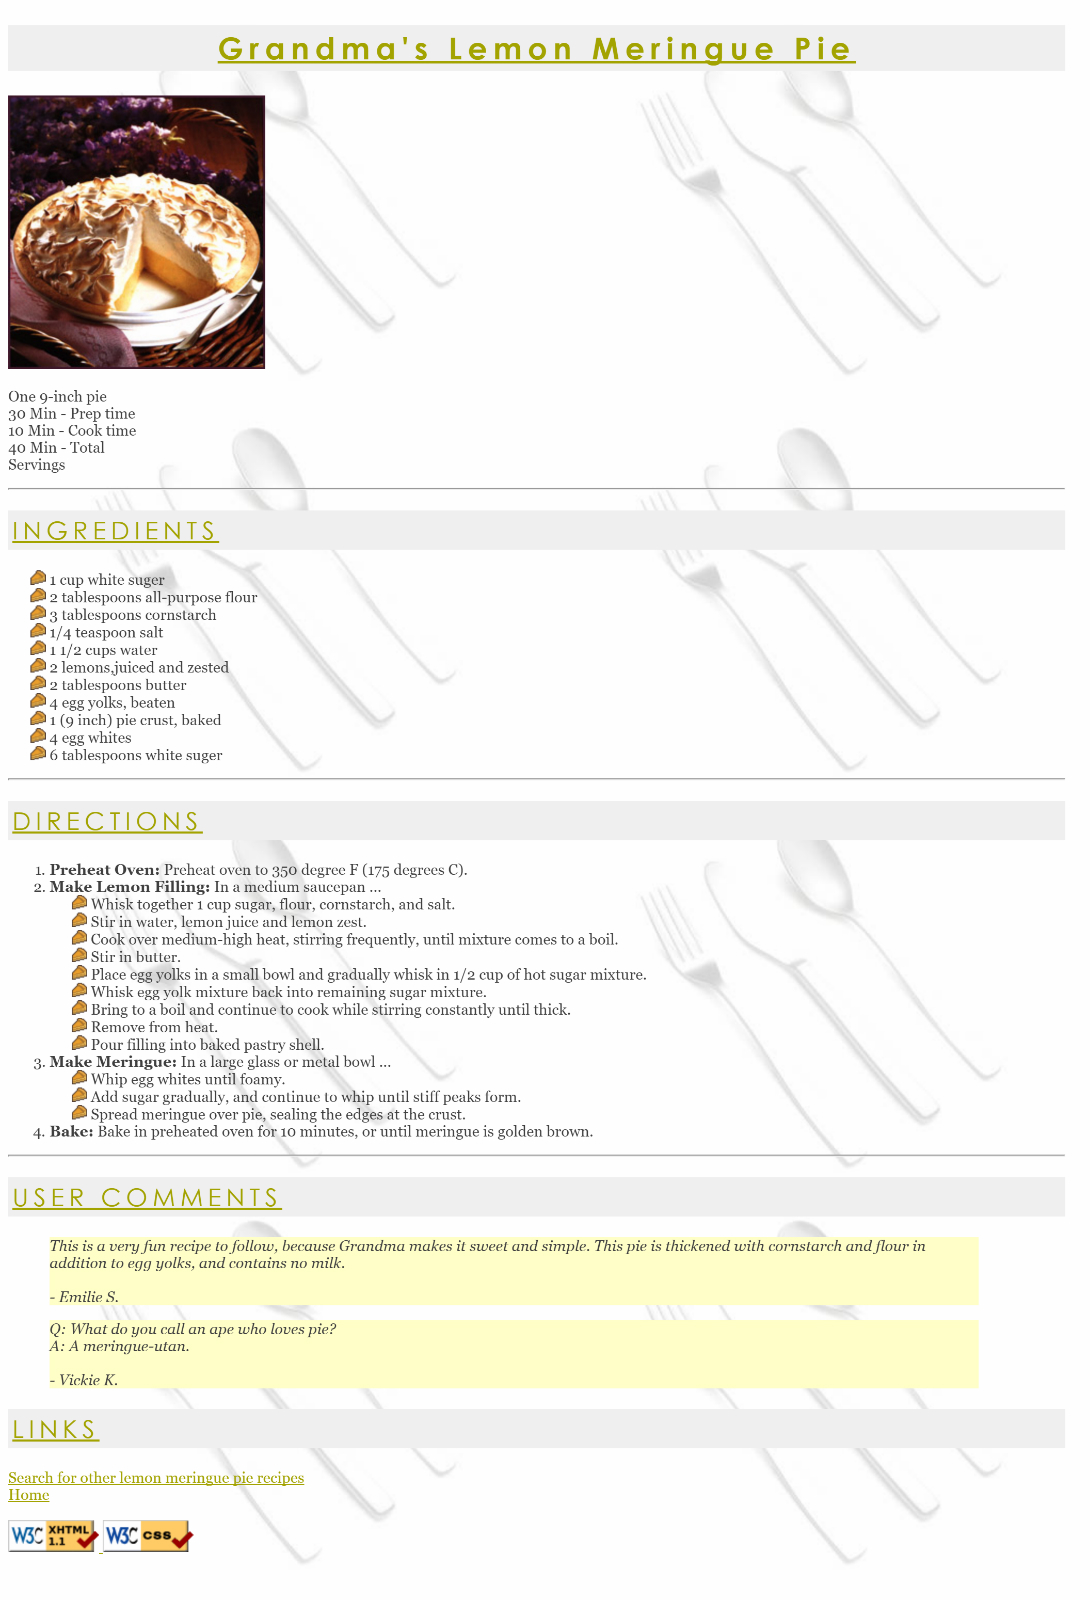 Grandma's Lemon Meringue Pie
One 9-inch pie
30 Min - Prep time
10 Min - Cook time
40 Min - Total
Servings
INGREDIENTS
1 cup white suger
2 tablespoons all-purpose flour
3 tablespoons cornstarch
1/4 teaspoon salt
1 1/2 cups water
2 lemons,juiced and zested
2 tablespoons butter
4 egg yolks, beaten
1 (9 inch) pie crust, baked
4 egg whites
6 tablespoons white suger
DIRECTIONS
1. Preheat Oven: Preheat oven to 350 degree F (175 degrees C).
2. Make Lemon Filling: In a medium saucepan ...
Whisk together 1 cup sugar, flour, cornstarch, and salt.
Stir in water, lemon juice and lemon zest.
Cook over medium-high heat, stirring frequently, until mixture comes to a boil.
Stir in butter.
Place egg yolks in a small bowl and gradually whisk in 1/2 cup of hot sugar mixture.
Whisk egg yolk mixture back into remaining sugar mixture.
Bring to a boil and continue to cook while stirring constantly until thick.
Remove from heat.
Pour filling into baked pastry shell.
3. Make Meringue: In a large glass or metal bowl ...
Whip egg whites until foamy.
Add sugar gradually, and continue to whip until stiff peaks form.
Spread meringue over pie, sealing the edges at the crust.
4. Bake: Bake in preheated oven for 10 minutes, or until meringue is golden brown.
USER COMMENTS
This is a very fun recipe to follow, because Grandma makes it sweet and simple. This pie is thickened with cornstarch and flour in
addition to egg yolks, and contains no milk.
- Emilie S.
Q: What do you call an ape who loves pie?
A: A meringue-utan.
- Vickie K.
LINKS
Search for other lemon meringue pie recipes
Home
W3C XHTML 1.1 W3C css